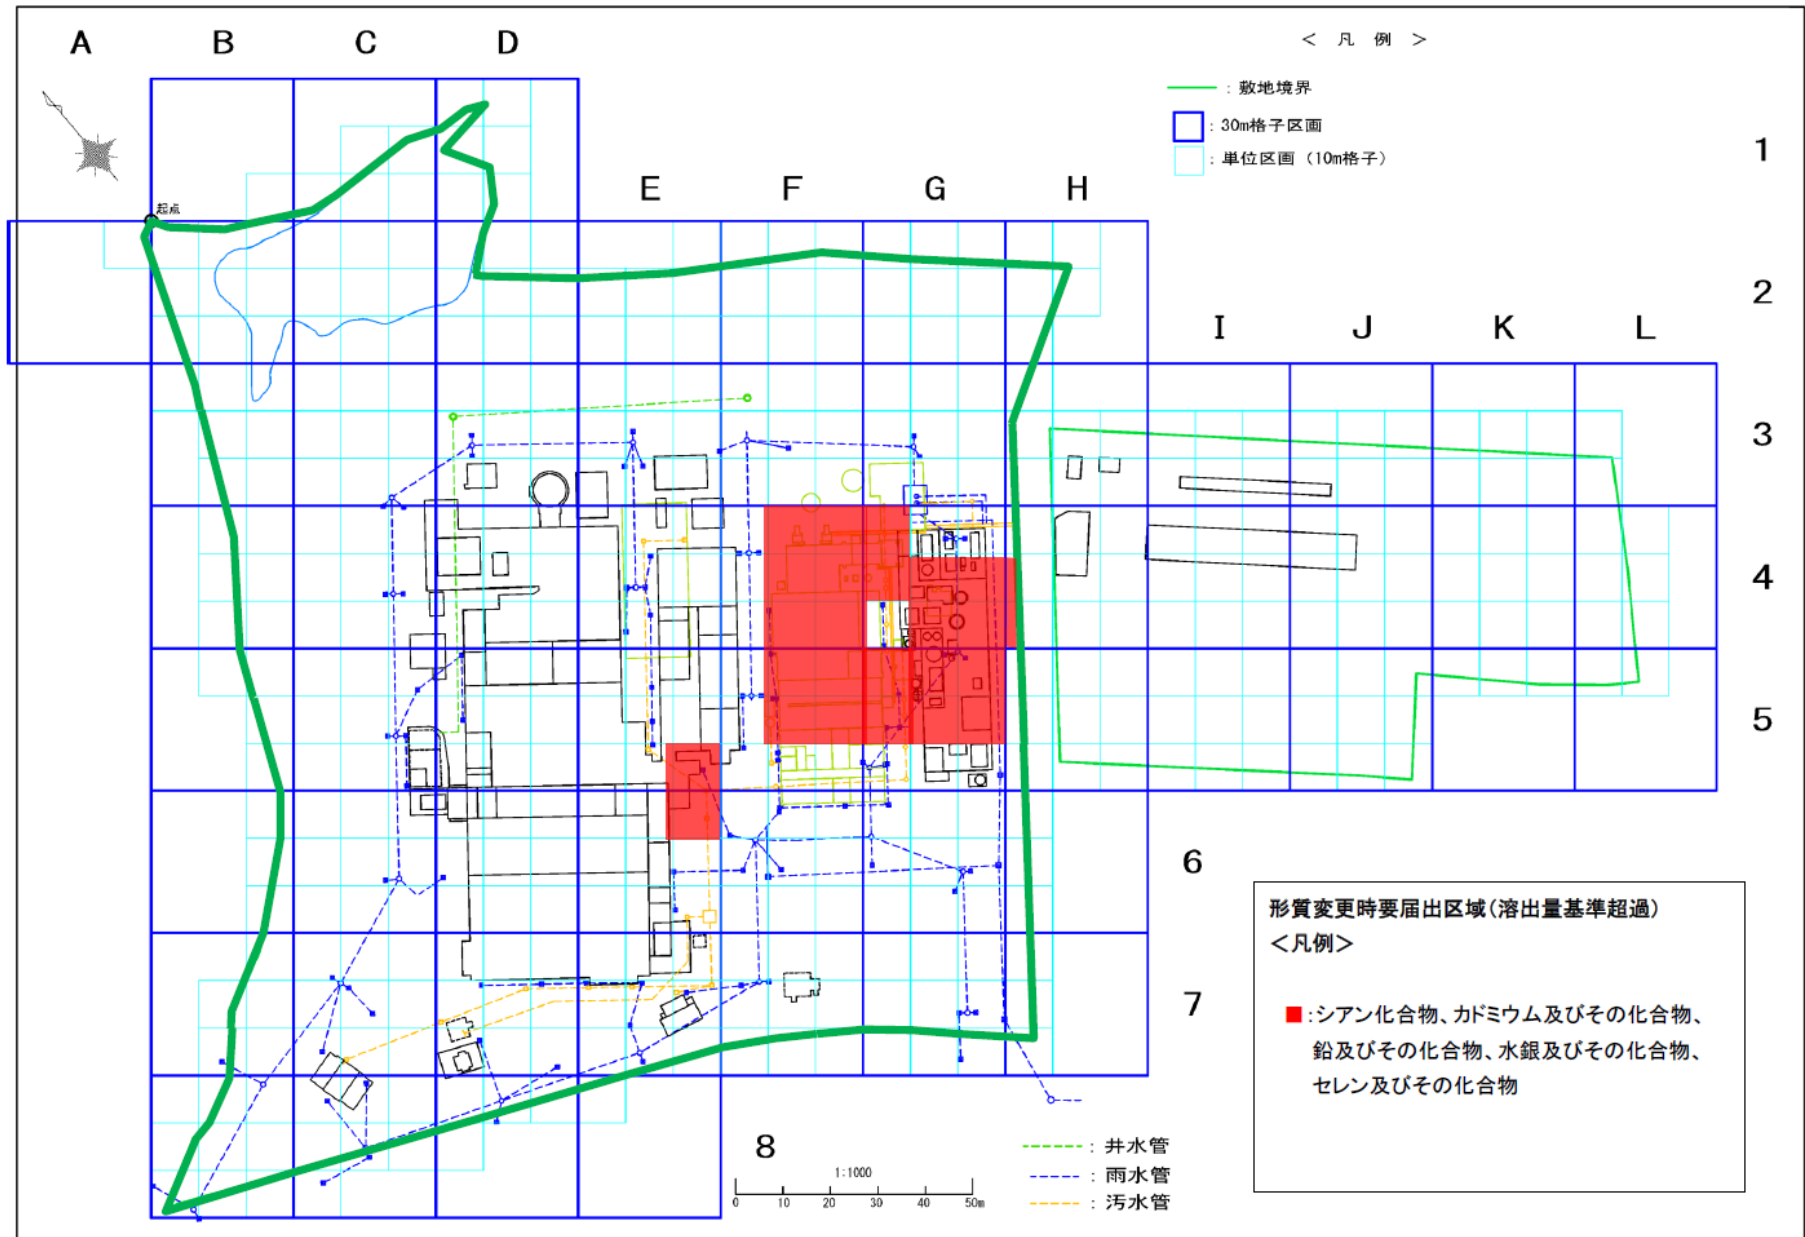 A B C D
＜ 凡 例 ＞
：敷地境界
：30m格子区画
：単位区画（10m格子）
1
E F G H
起点
2
I J K L
3
4
5
6
形質変更時要届出区域（溶出量基準超過）
＜凡例＞
：シアン化合物、カドミウム及びその化合物、
鉛及びその化合物、水銀及びその化合物、
セレン及びその化合物
7
8
：井水管
：雨水管
：汚水管
1:1000
0 10 20 30 40 50m